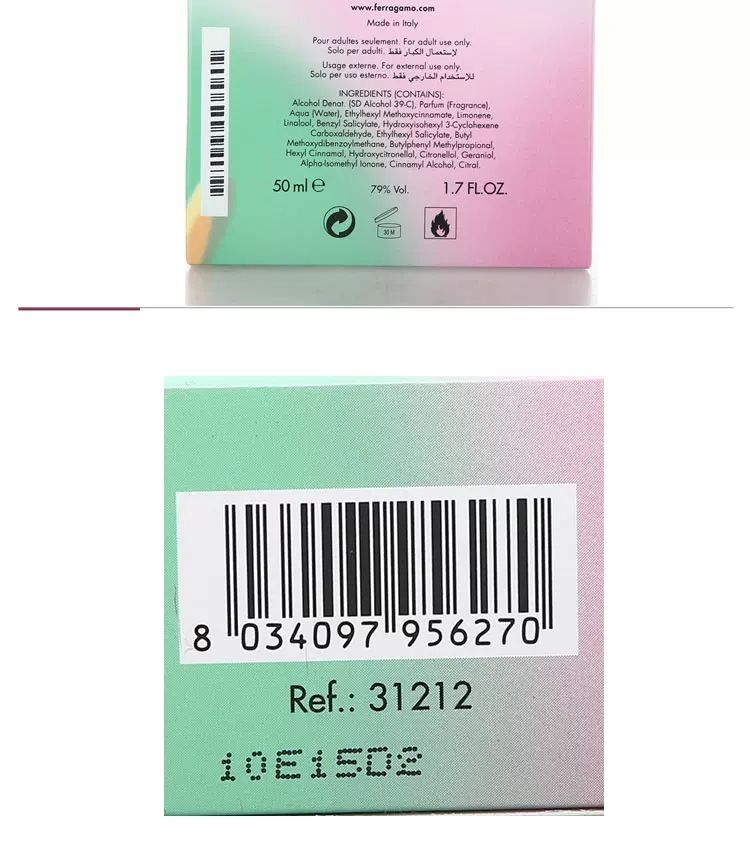 www.ferragamo.com
Made in Italy
Pour adultes seulement. For adult use only.
Solo per adulti. لإستعمال الكبار فقط.
Usage externe. For external use only.
Solo per uso esterno. للإستخدام الخارجي فقط.
INGREDIENTS (CONTAINS):
Alcohol Denat. (SD Alcohol 39-C), Parfum (Fragrance),
Aqua (Water), Ethylhexyl Methoxycinnamate, Limonene,
Linalool, Benzyl Salicylate, Hydroxyisohexyl 3-Cyclohexene
Carboxaldehyde, Ethylhexyl Salicylate, Butyl
Methoxydibenzoylmethane, Butylphenyl Methylpropional,
Hexyl Cinnamal, Hydroxycitronellal, Citronellol, Geraniol,
Alpha-Isomethyl Ionone, Cinnamyl Alcohol, Citral.
50 ml e 79% Vol. 1.7 FL.OZ.
30 M
8 034097 956270
Ref.: 31212
10E15D2